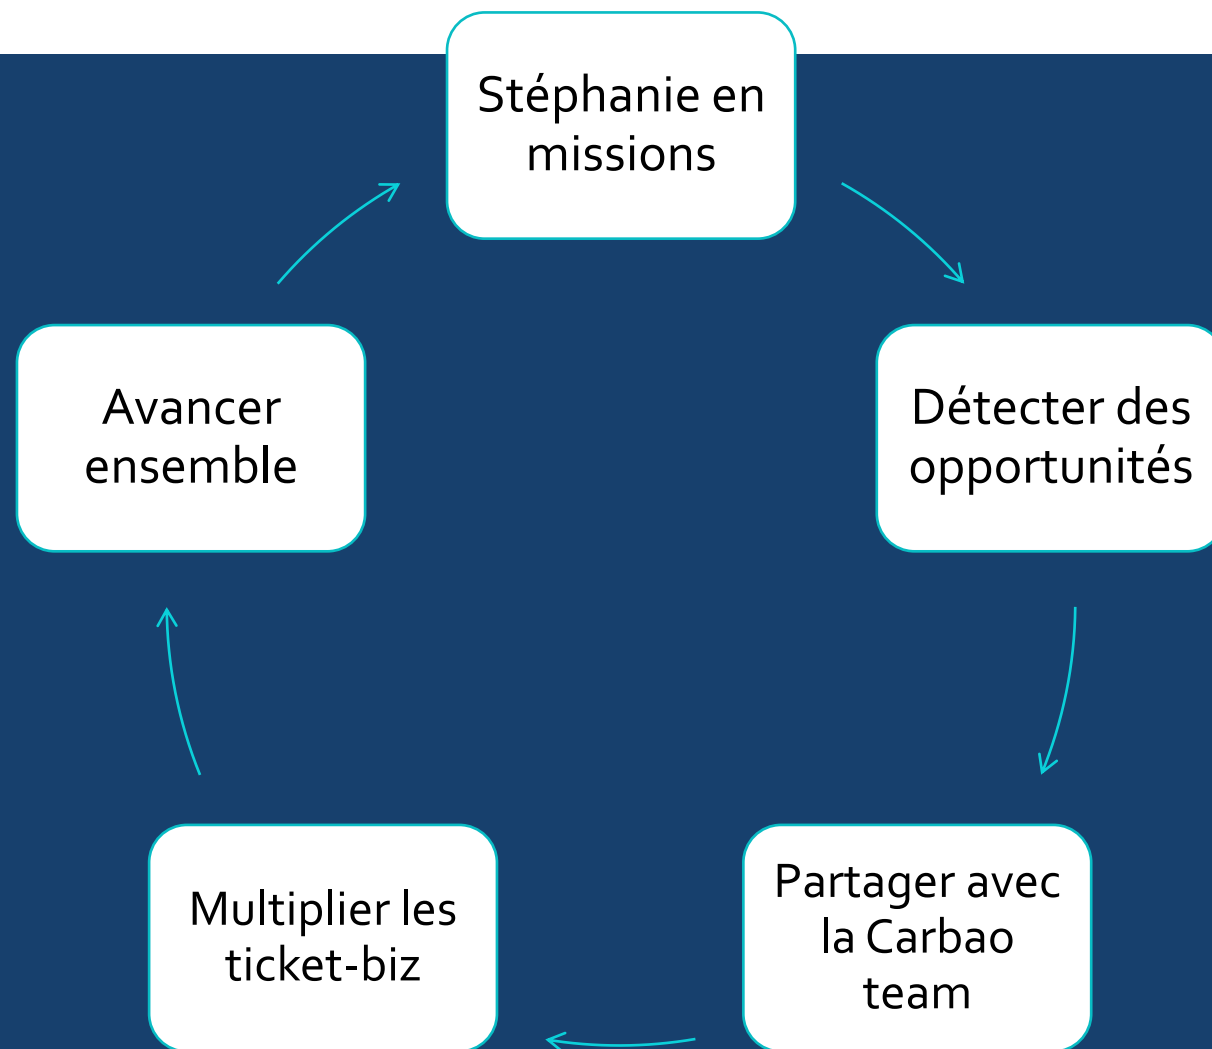 Stéphanie en
missions
Détecter des
opportunités
Partager avec
la Carbao
team
Multiplier les
ticket-biz
Avancer
ensemble